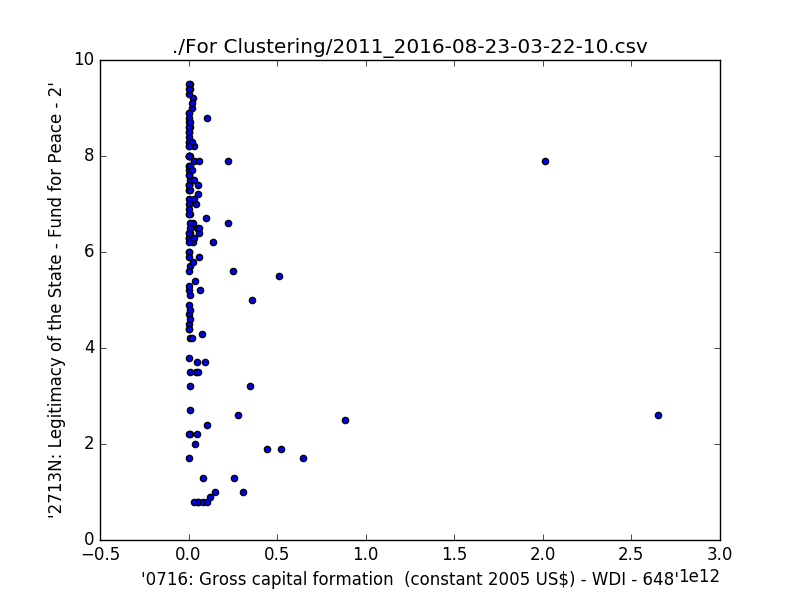 ./For Clustering/2011_2016-08-23-03-22-10.csv
10
8
6
4
2
0
'2713N: Legitimacy of the State - Fund for Peace - 2'
−0.5 0.0 0.5 1.0 1.5 2.0 2.5 3.0
'0716: Gross capital formation  (constant 2005 US$) - WDI - 648' 1e12